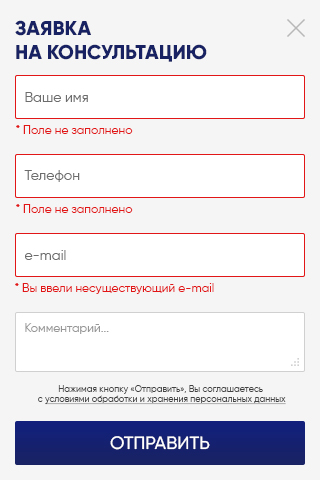 ЗАЯВКА
НА КОНСУЛЬТАЦИЮ
Ваше имя
* Поле не заполнено
Телефон
* Поле не заполнено
e-mail
* Вы ввели несуществующий e-mail
Комментарий...
Нажимая кнопку «Отправить», Вы соглашаетесь
с условиями обработки и хранения персональных данных
ОТПРАВИТЬ